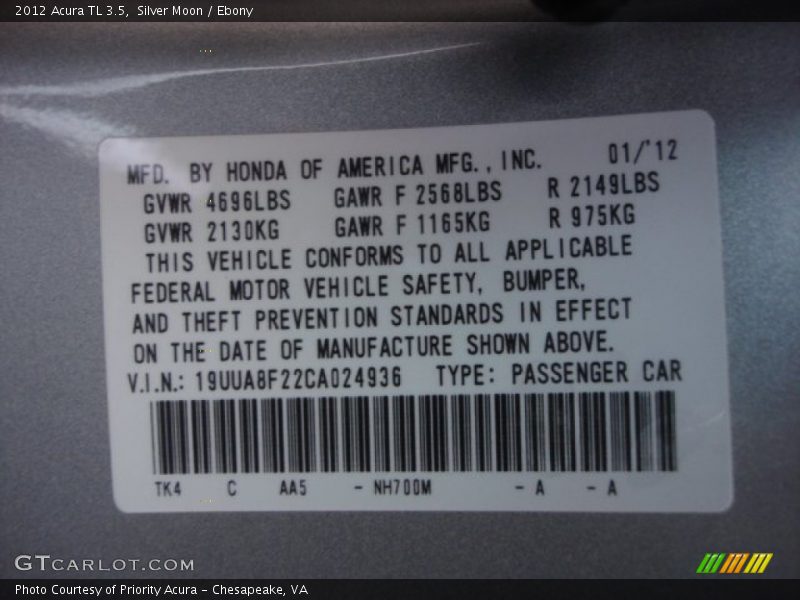 2012 Acura TL 3.5, Silver Moon / Ebony
MFD. BY HONDA OF AMERICA MFG., INC. 01/'12
GVWR 4696LBS GAWR F 2568LBS R 2149LBS
GVWR 2130KG GAWR F 1165KG R 975KG
THIS VEHICLE CONFORMS TO ALL APPLICABLE
FEDERAL MOTOR VEHICLE SAFETY, BUMPER,
AND THEFT PREVENTION STANDARDS IN EFFECT
ON THE DATE OF MANUFACTURE SHOWN ABOVE.
V.I.N.: 19UUA8F22CA024936 TYPE: PASSENGER CAR
TK4 C AA5 - NH700M - A - A
GTCARLOT.COM
Photo Courtesy of Priority Acura - Chesapeake, VA